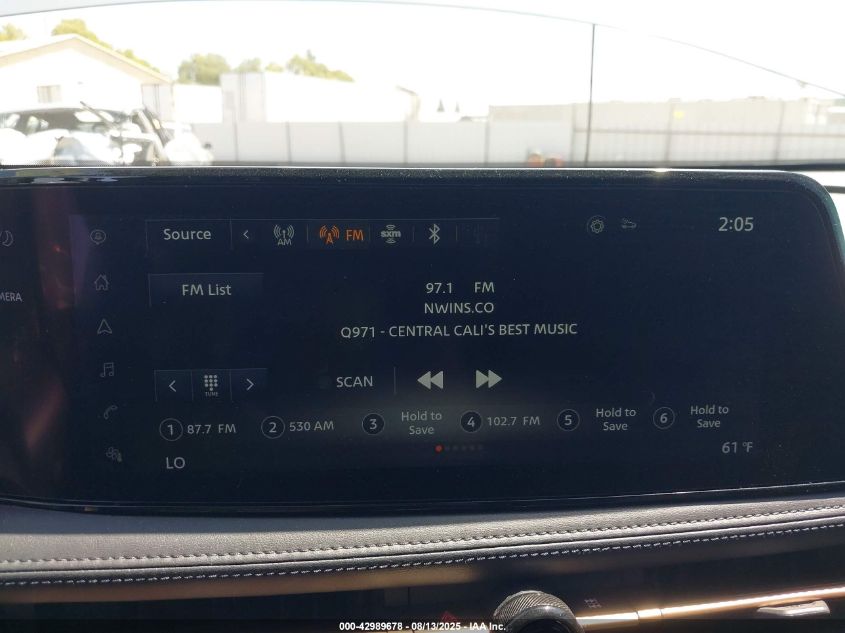 Source
AM
A FM
sxm
2:05
MERA
FM List
97.1 FM
NWINS.CO
Q971 - CENTRAL CALI'S BEST MUSIC
TUNE
SCAN
1 87.7 FM
2 530 AM
3 Hold to
Save
4 102.7 FM
5 Hold to
Save
6 Hold to
Save
LO
61 °F
000-42989678 - 08/13/2025 - IAA Inc.